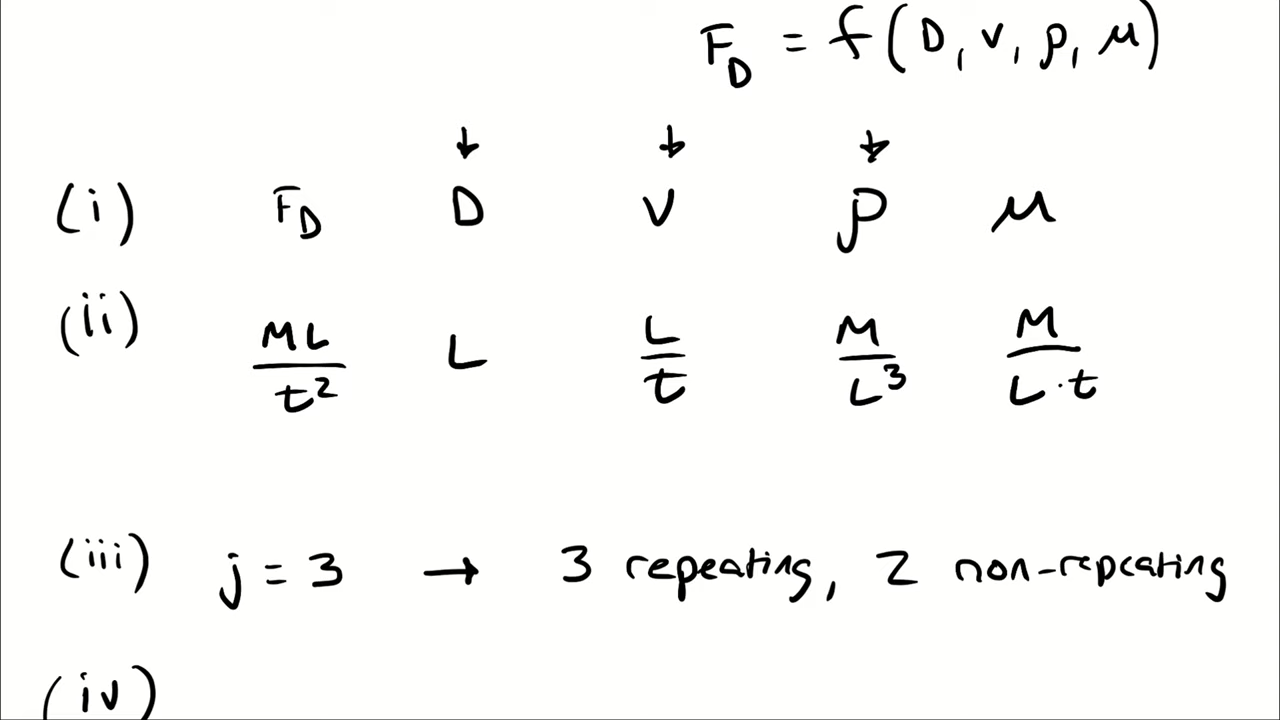 F_D = f(D, v, ρ, μ)
↓ ↓ ↓
(i) F_D D V ρ μ
(ii) ML/t² L L/t M/L³ M/L·t
(iii) j = 3 → 3 repeating, 2 non-repeating
(iv)